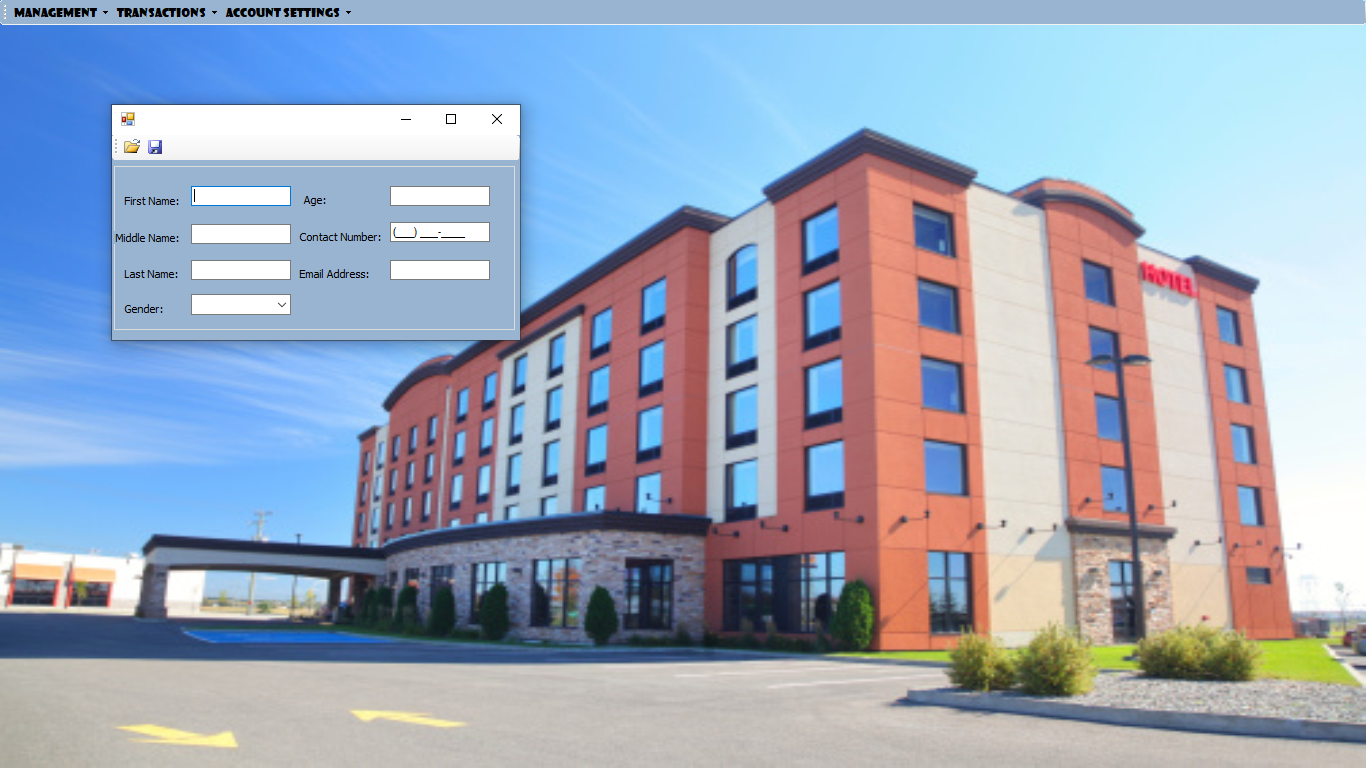 MANAGEMENT TRANSACTIONS ACCOUNT SETTINGS
First Name: Age:
Middle Name: Contact Number: (___) ___-____
Last Name: Email Address:
Gender:
HOTEL